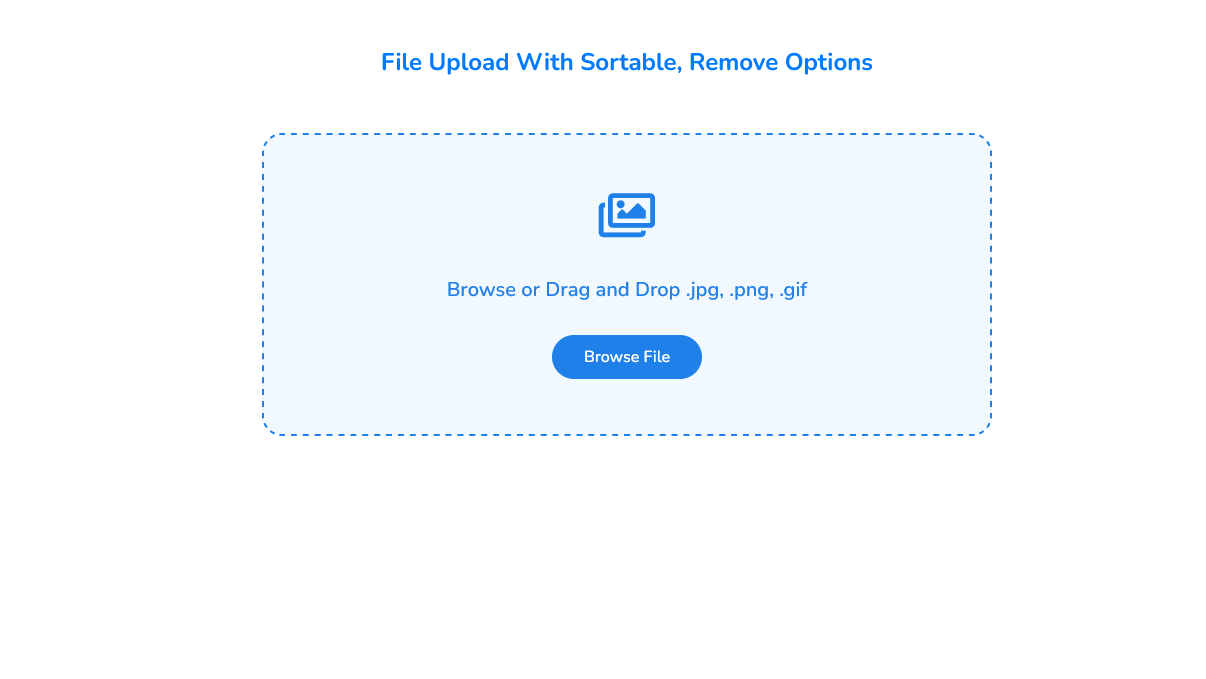 File Upload With Sortable, Remove Options
Browse or Drag and Drop .jpg, .png, .gif
Browse File